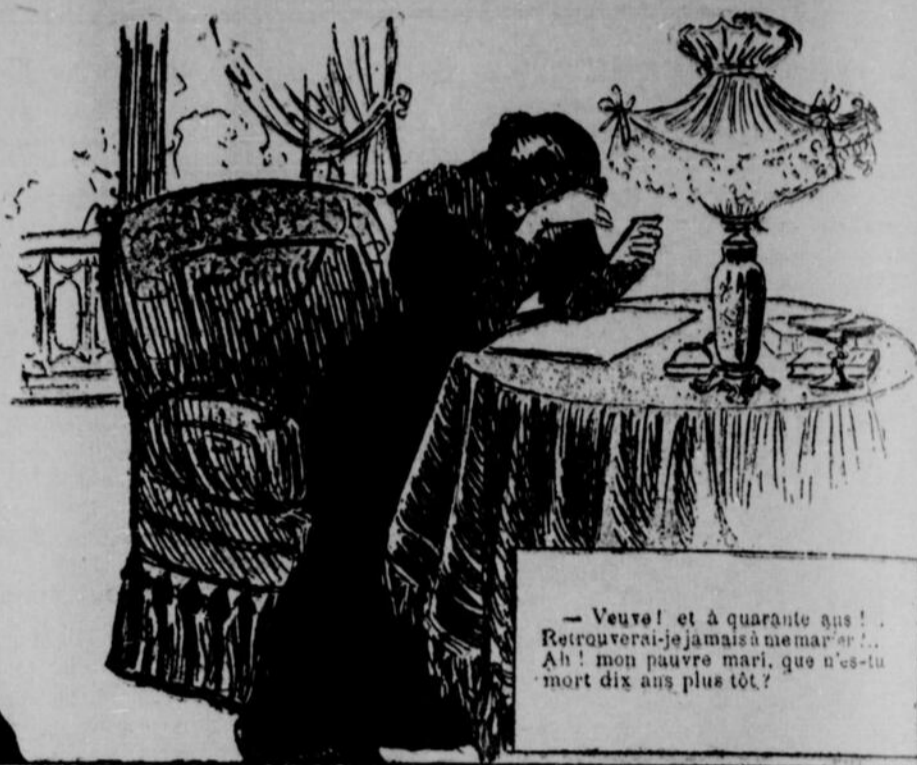 — Veuve! et à quarante ans!..
Retrouverai-je jamais à me marier!..
Ah! mon pauvre mari, que n'es-tu
mort dix ans plus tôt?